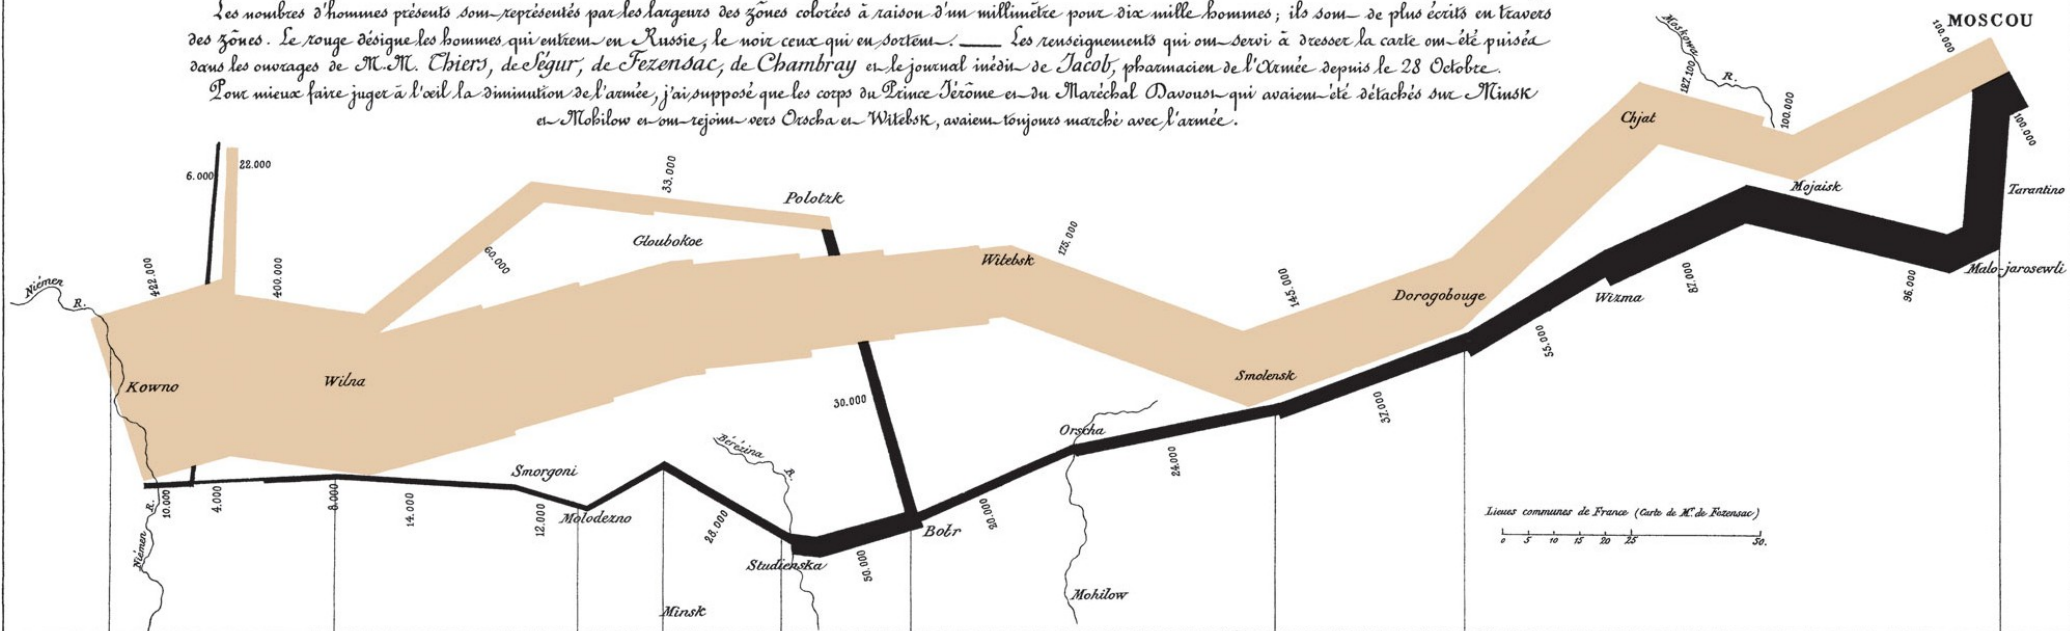 Les nombres d'hommes présents sont représentés par les largeurs des zônes colorées à raison d'un millimètre pour dix mille hommes; ils sont de plus écrits en travers
des zônes. Le rouge désigne les hommes qui entrent en Russie, le noir ceux qui en sortent. — Les renseignements qui ont servi à dresser la carte ont été puisés
dans les ouvrages de M.M. Thiers, de Ségur, de Fezensac, de Chambray et le journal inédit de Jacob, pharmacien de l'Armée depuis le 28 Octobre.
Pour mieux faire juger à l'œil la diminution de l'armée, j'ai supposé que les corps du Prince Jérôme et du Maréchal Davoust qui avaient été détachés sur Minsk
et Mohilow et ont rejoint vers Orscha et Witebsk, avaient toujours marché avec l'armée.
MOSCOU
100.000
Moskowa
R.
127.100
100.000
Chjat
100.000
Mojaisk
Tarantino
6.000
22.000
33.000
Polotzk
Gloubokoe
60.000
175.000
Witebsk
Niémen
R.
422.000
400.000
145.000
Dorogobouge
Malo-jarosewli
96.000
87.000
Wizma
55.000
Kowno
Wilna
Smolensk
37.000
30.000
Orscha
24.000
Bérézina
R.
Smorgoni
10.000
4.000
8.000
14.000
12.000
Molodezno
28.000
Studienska
50.000
Botr
20.000
Niémen
R.
Lieues communes de France (Carte de M. de Fezensac)
0 5 10 15 20 25 50.
Mohilow
Minsk